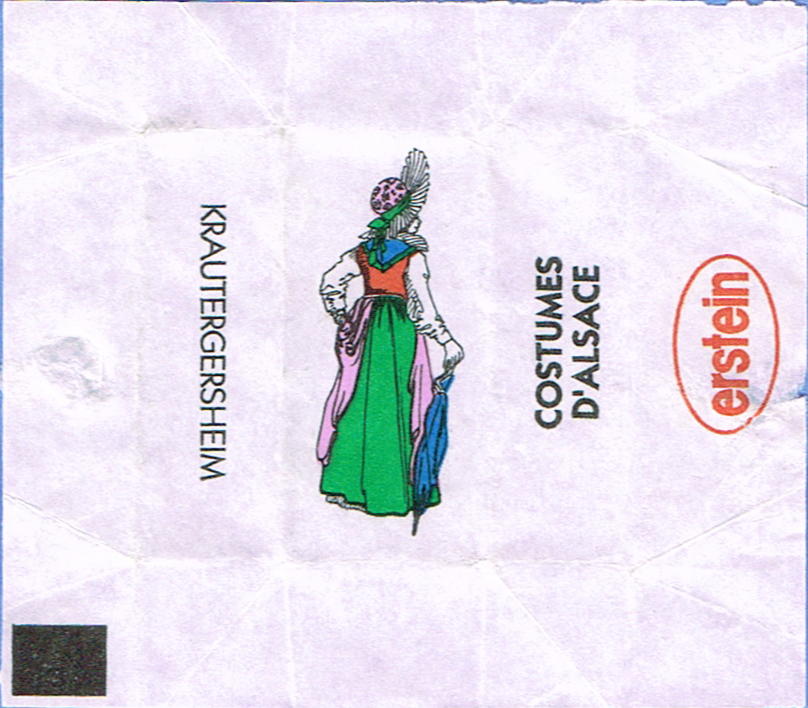 KRAUTERGERSHEIM
COSTUMES
D'ALSACE
erstein